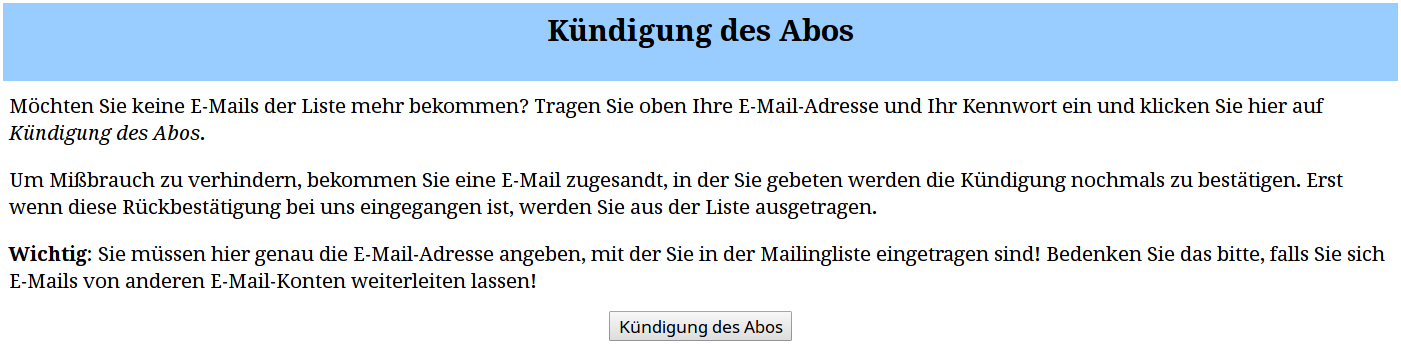 Kündigung des Abos
Möchten Sie keine E-Mails der Liste mehr bekommen? Tragen Sie oben Ihre E-Mail-Adresse und Ihr Kennwort ein und klicken Sie hier auf
Kündigung des Abos.
Um Mißbrauch zu verhindern, bekommen Sie eine E-Mail zugesandt, in der Sie gebeten werden die Kündigung nochmals zu bestätigen. Erst
wenn diese Rückbestätigung bei uns eingegangen ist, werden Sie aus der Liste ausgetragen.
Wichtig: Sie müssen hier genau die E-Mail-Adresse angeben, mit der Sie in der Mailingliste eingetragen sind! Bedenken Sie das bitte, falls Sie sich
E-Mails von anderen E-Mail-Konten weiterleiten lassen!
Kündigung des Abos